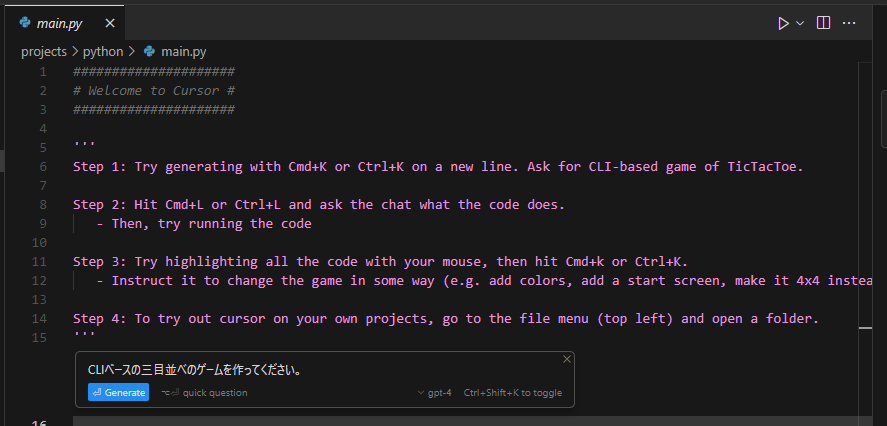 main.py
projects > python > main.py
1 #####################
2 # Welcome to Cursor #
3 #####################
4
5 '''
6 Step 1: Try generating with Cmd+K or Ctrl+K on a new line. Ask for CLI-based game of TicTacToe.
7
8 Step 2: Hit Cmd+L or Ctrl+L and ask the chat what the code does.
9 - Then, try running the code
10
11 Step 3: Try highlighting all the code with your mouse, then hit Cmd+k or Ctrl+K.
12 - Instruct it to change the game in some way (e.g. add colors, add a start screen, make it 4x4 instea
13
14 Step 4: To try out cursor on your own projects, go to the file menu (top left) and open a folder.
15 '''
CLIベースの三目並べのゲームを作ってください。
⏎ Generate ⌥⏎ quick question gpt-4 Ctrl+Shift+K to toggle
16